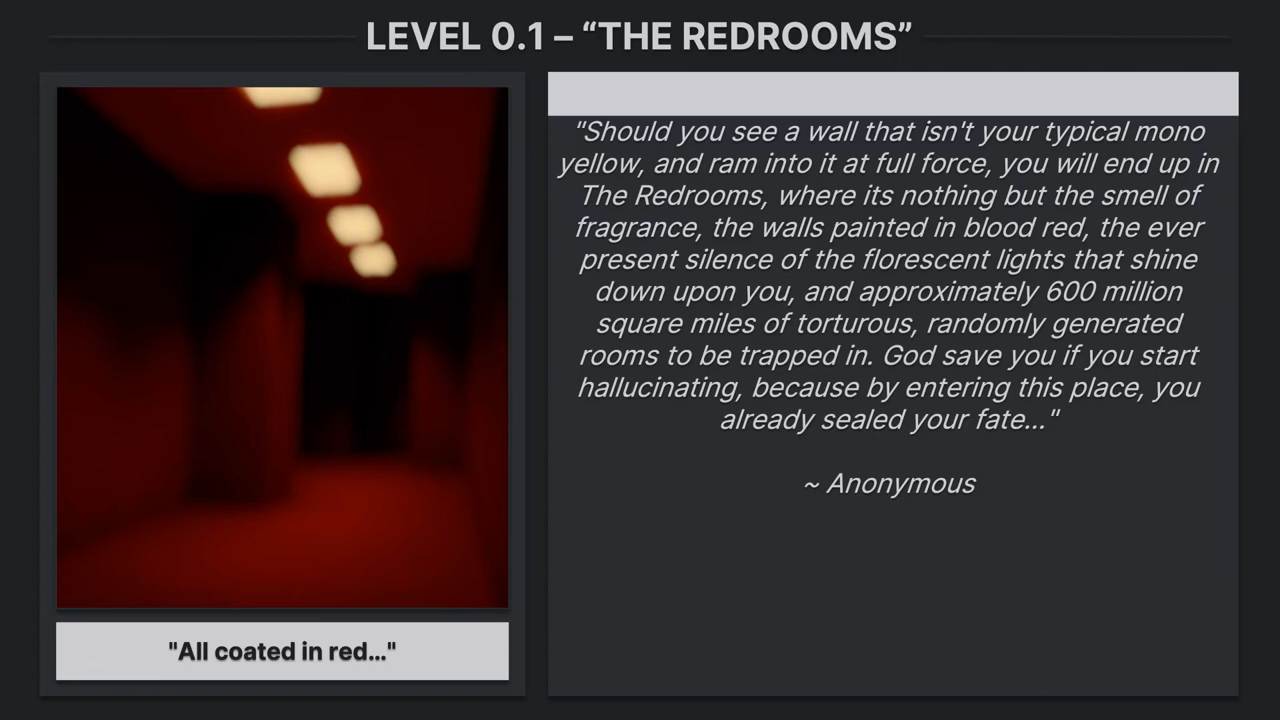 LEVEL 0.1 – “THE REDROOMS”
"All coated in red..."
"Should you see a wall that isn't your typical mono
yellow, and ram into it at full force, you will end up in
The Redrooms, where its nothing but the smell of
fragrance, the walls painted in blood red, the ever
present silence of the florescent lights that shine
down upon you, and approximately 600 million
square miles of torturous, randomly generated
rooms to be trapped in. God save you if you start
hallucinating, because by entering this place, you
already sealed your fate..."
~ Anonymous